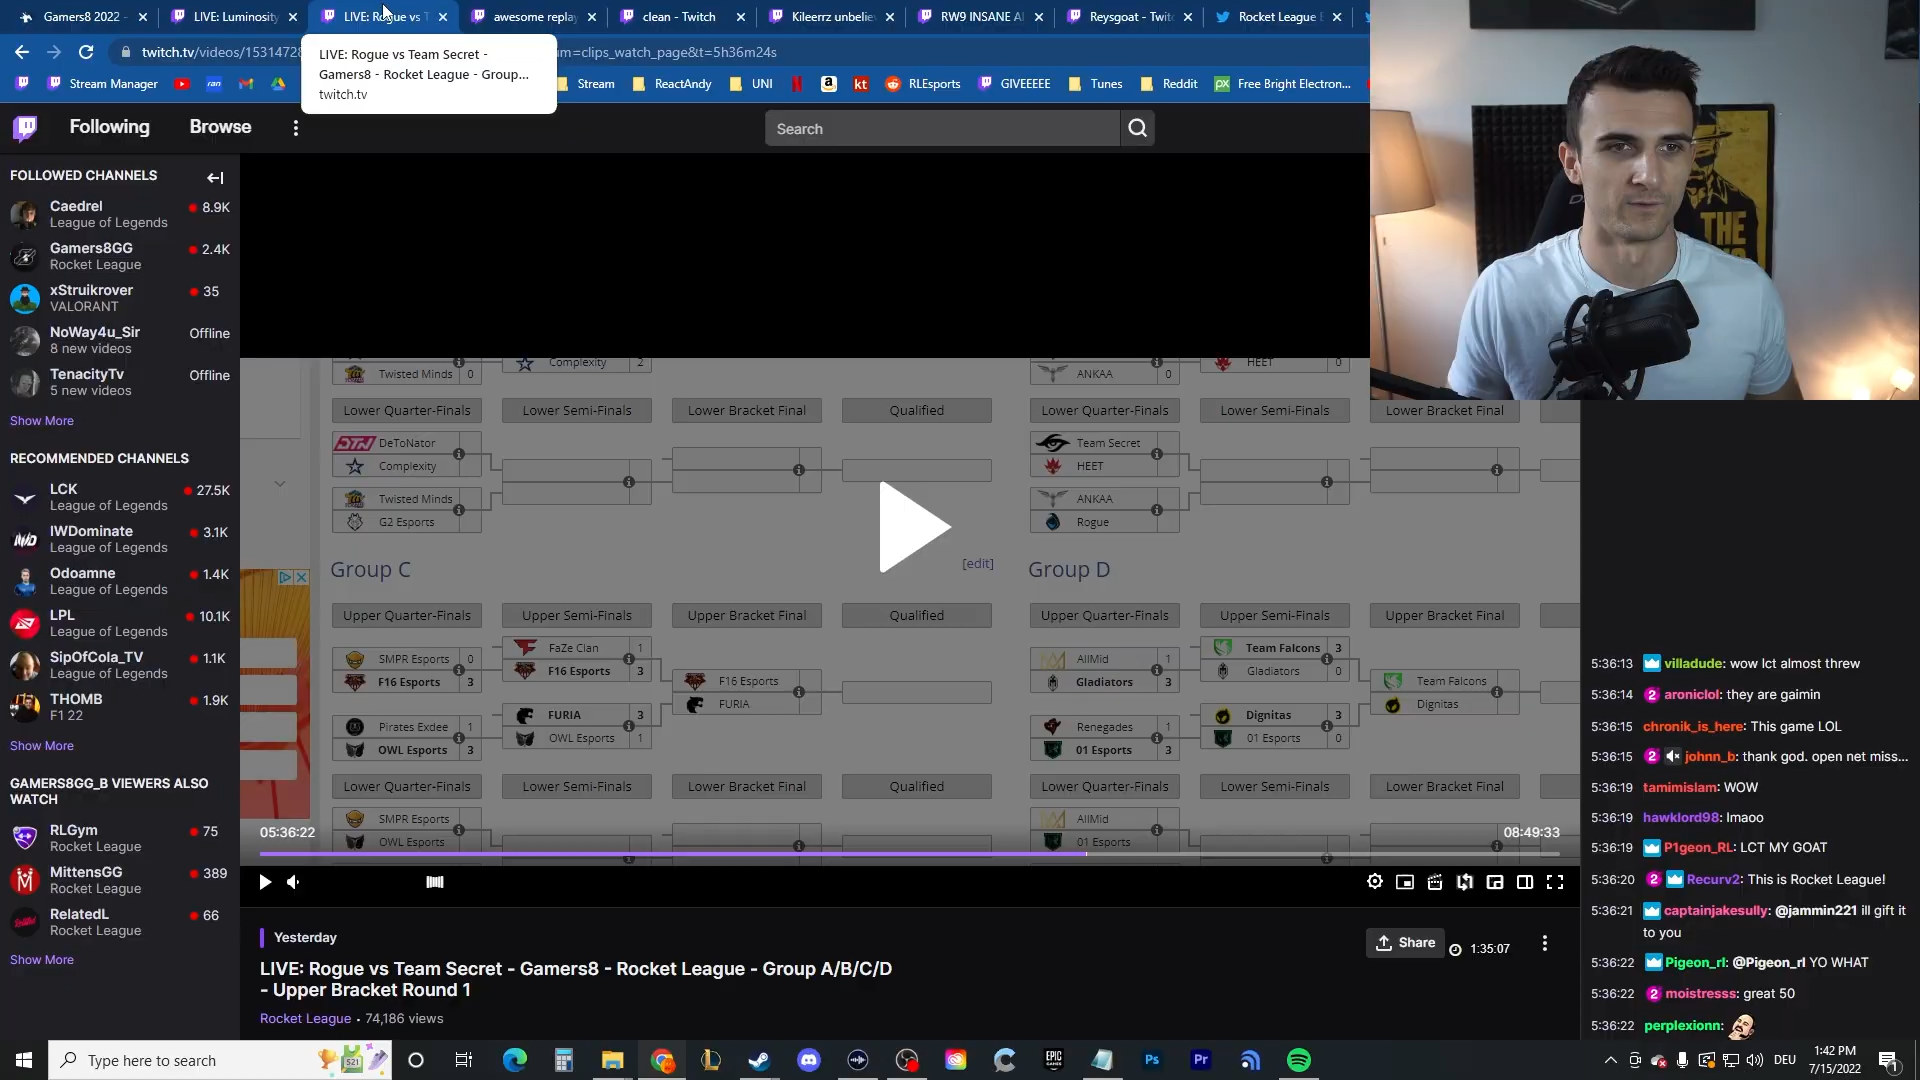 Gamers8 2022 -
LIVE: Luminosity
LIVE: Rogue vs T
awesome replay
clean - Twitch
Kileerrz unbelie
RW9 INSANE A
Reysgoat - Twit
Rocket League E
twitch.tv/videos/15314728
m=clips_watch_page&t=5h36m24s
LIVE: Rogue vs Team Secret -
Gamers8 - Rocket League - Group...
twitch.tv
Stream Manager
ran
Stream
ReactAndy
UNI
kt
RLEsports
GIVEEEEE
Tunes
Reddit
px
Free Bright Electron...
Following
Browse
Search
THE
FOLLOWED CHANNELS
Caedrel
8.9K
League of Legends
Gamers8GG
2.4K
Rocket League
xStruikrover
35
VALORANT
NoWay4u_Sir
Offline
8 new videos
TenacityTv
Offline
5 new videos
Show More
RECOMMENDED CHANNELS
LCK
27.5K
League of Legends
IWDominate
3.1K
League of Legends
Odoamne
1.4K
League of Legends
LPL
10.1K
League of Legends
SipOfCola_TV
1.1K
League of Legends
THOMB
1.9K
F1 22
Show More
GAMERS8GG_B VIEWERS ALSO
WATCH
RLGym
75
Rocket League
MittensGG
389
Rocket League
RelatedL
66
Rocket League
Show More
Complexity 2
Twisted Minds 0
HEET 0
ANKAA 0
Lower Quarter-Finals
Lower Semi-Finals
Lower Bracket Final
Qualified
Lower Quarter-Finals
Lower Semi-Finals
Lower Bracket Final
DeToNator
Complexity
Twisted Minds
G2 Esports
Team Secret
HEET
ANKAA
Rogue
Group C
[edit]
Group D
Upper Quarter-Finals
Upper Semi-Finals
Upper Bracket Final
Qualified
Upper Quarter-Finals
Upper Semi-Finals
Upper Bracket Final
SMPR Esports 0
F16 Esports 3
Pirates Exdee 1
OWL Esports 3
FaZe Clan 1
F16 Esports 3
FURIA 3
OWL Esports 1
F16 Esports
FURIA
AllMid 1
Gladiators 3
Renegades 1
01 Esports 3
Team Falcons 3
Gladiators 0
Dignitas 3
01 Esports 0
Team Falcons
Dignitas
Lower Quarter-Finals
Lower Semi-Finals
Lower Bracket Final
Qualified
Lower Quarter-Finals
Lower Semi-Finals
Lower Bracket Final
SMPR Esports
OWL Esports
AllMid
01 Esports
05:36:22
08:49:33
Yesterday
Share
1:35:07
LIVE: Rogue vs Team Secret - Gamers8 - Rocket League - Group A/B/C/D
- Upper Bracket Round 1
Rocket League • 74,186 views
5:36:13 villadude: wow lct almost threw
5:36:14 aroniclol: they are gaimin
5:36:15 chronik_is_here: This game LOL
5:36:15 johnn_b: thank god. open net miss...
5:36:19 tamimislam: WOW
5:36:19 hawklord98: lmaoo
5:36:19 P1geon_RL: LCT MY GOAT
5:36:20 Recurv2: This is Rocket League!
5:36:21 captainjakesully: @jammin221 ill gift it
to you
5:36:22 Pigeon_rl: @Pigeon_rl YO WHAT
5:36:22 moistresss: great 50
5:36:22 perplexionn:
Type here to search
EPIC
GAMES
Ps
Pr
DEU
1:42 PM
7/15/2022